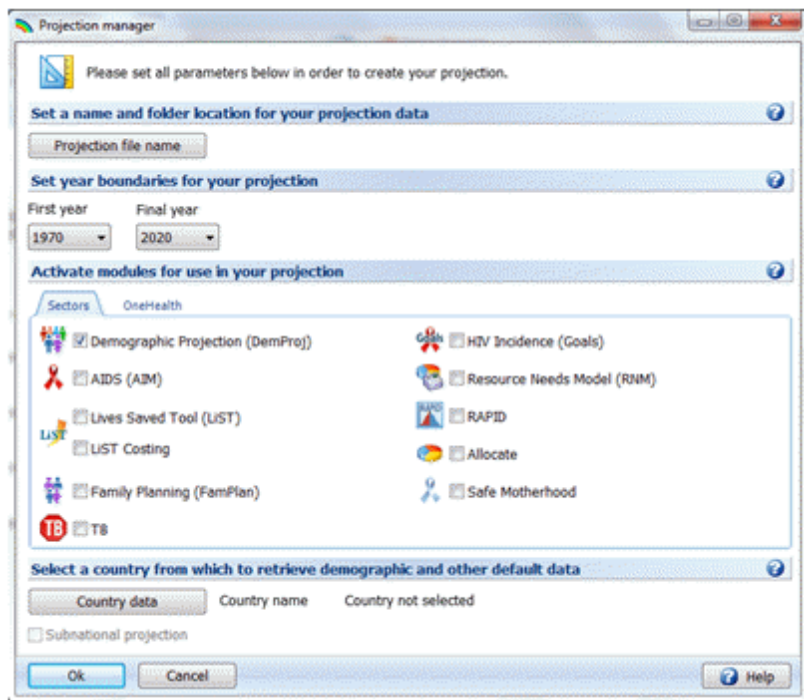 Projection manager
Please set all parameters below in order to create your projection.
Set a name and folder location for your projection data
Projection file name
Set year boundaries for your projection
First year Final year
1970 2020
Activate modules for use in your projection
Sectors OneHealth
Demographic Projection (DemProj) Goals HIV Incidence (Goals)
AIDS (AIM) Resource Needs Model (RNM)
Lives Saved Tool (LiST) RAPID RAPID
LiST LiST Costing Allocate
Family Planning (FamPlan) Safe Motherhood
TB TB
Select a country from which to retrieve demographic and other default data
Country data Country name Country not selected
Subnational projection
Ok Cancel Help